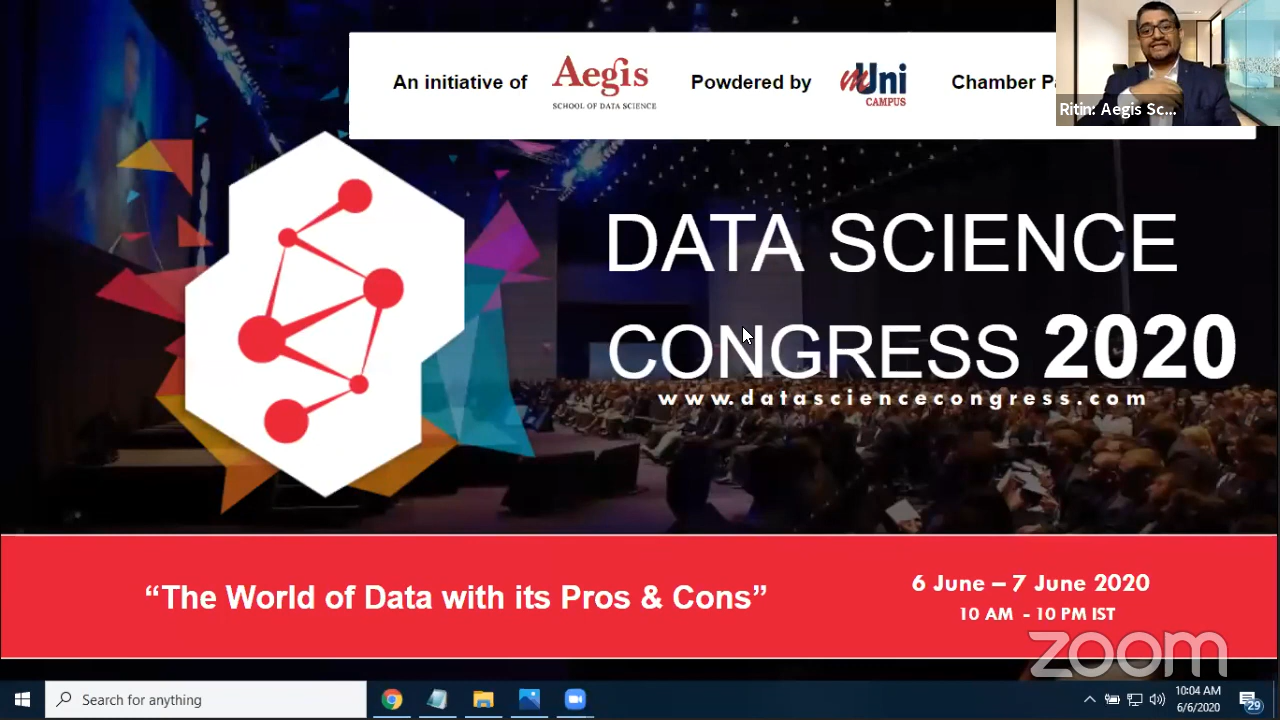 An initiative of
Aegis
SCHOOL OF DATA SCIENCE
Powdered by
mUni
CAMPUS
Chamber
Ritin: Aegis Sc...
DATA SCIENCE
CONGRESS 2020
www.datasciencecongress.com
“The World of Data with its Pros & Cons”
6 June – 7 June 2020
10 AM - 10 PM IST
zoom
Search for anything
10:04 AM
6/6/2020
29